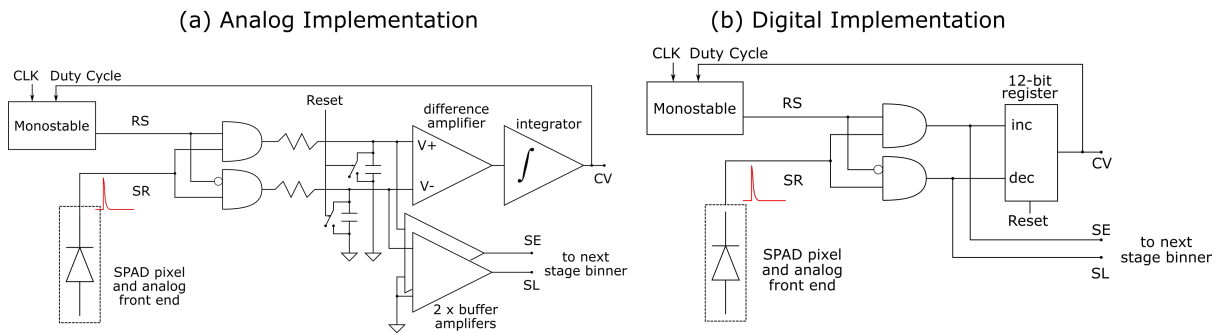 (a) Analog Implementation
CLK Duty Cycle
Monostable
RS
SR
SPAD pixel
and analog
front end
Reset
difference
amplifier
V+
V-
integrator
∫
CV
SE
to next
stage binner
SL
2 x buffer
amplifers
(b) Digital Implementation
CLK Duty Cycle
Monostable
RS
SR
SPAD pixel
and analog
front end
12-bit
register
inc
dec
Reset
CV
SE
to next
stage binner
SL